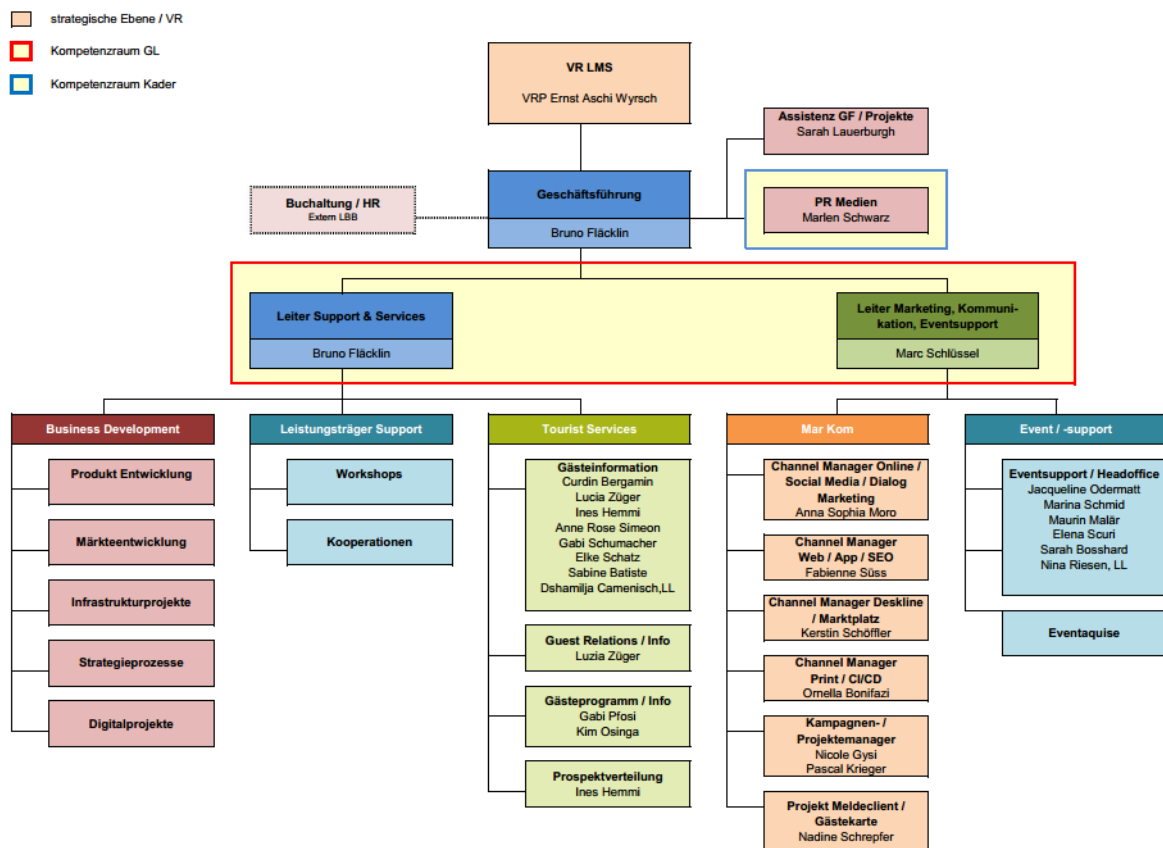 strategische Ebene / VR
Kompetenzraum GL
Kompetenzraum Kader
VR LMS
VRP Ernst Aschi Wyrsch
Assistenz GF / Projekte
Sarah Lauerburgh
Geschäftsführung
Bruno Fläcklin
Buchaltung / HR
Extern LBB
PR Medien
Marlen Schwarz
Leiter Support & Services
Bruno Fläcklin
Leiter Marketing, Kommuni-
kation, Eventsupport
Marc Schlüssel
Business Development
Produkt Entwicklung
Märkteentwicklung
Infrastrukturprojekte
Strategieprozesse
Digitalprojekte
Leistungsträger Support
Workshops
Kooperationen
Tourist Services
Gästeinformation
Curdin Bergamin
Lucia Züger
Ines Hemmi
Anne Rose Simeon
Gabi Schumacher
Elke Schatz
Sabine Batiste
Dshamilja Camenisch,LL
Guest Relations / Info
Luzia Züger
Gästeprogramm / Info
Gabi Pfosi
Kim Osinga
Prospektverteilung
Ines Hemmi
Mar Kom
Channel Manager Online /
Social Media / Dialog
Marketing
Anna Sophia Moro
Channel Manager
Web / App / SEO
Fabienne Süss
Channel Manager Deskline
/ Marktplatz
Kerstin Schöffler
Channel Manager
Print / CI/CD
Ornella Bonifazi
Kampagnen- /
Projektemanager
Nicole Gysi
Pascal Krieger
Projekt Meldeclient /
Gästekarte
Nadine Schrepfer
Event / -support
Eventsupport / Headoffice
Jacqueline Odermatt
Marina Schmid
Maurin Malär
Elena Scuri
Sarah Bosshard
Nina Riesen, LL
Eventaquise